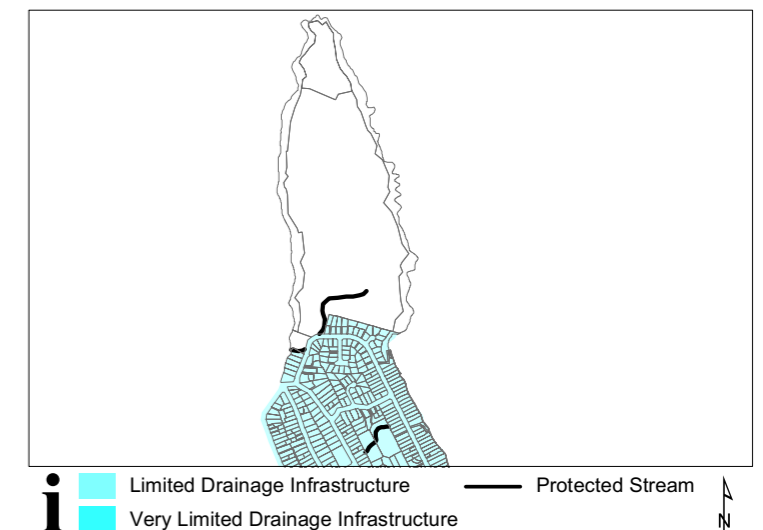 i
Limited Drainage Infrastructure
Protected Stream
Very Limited Drainage Infrastructure
N